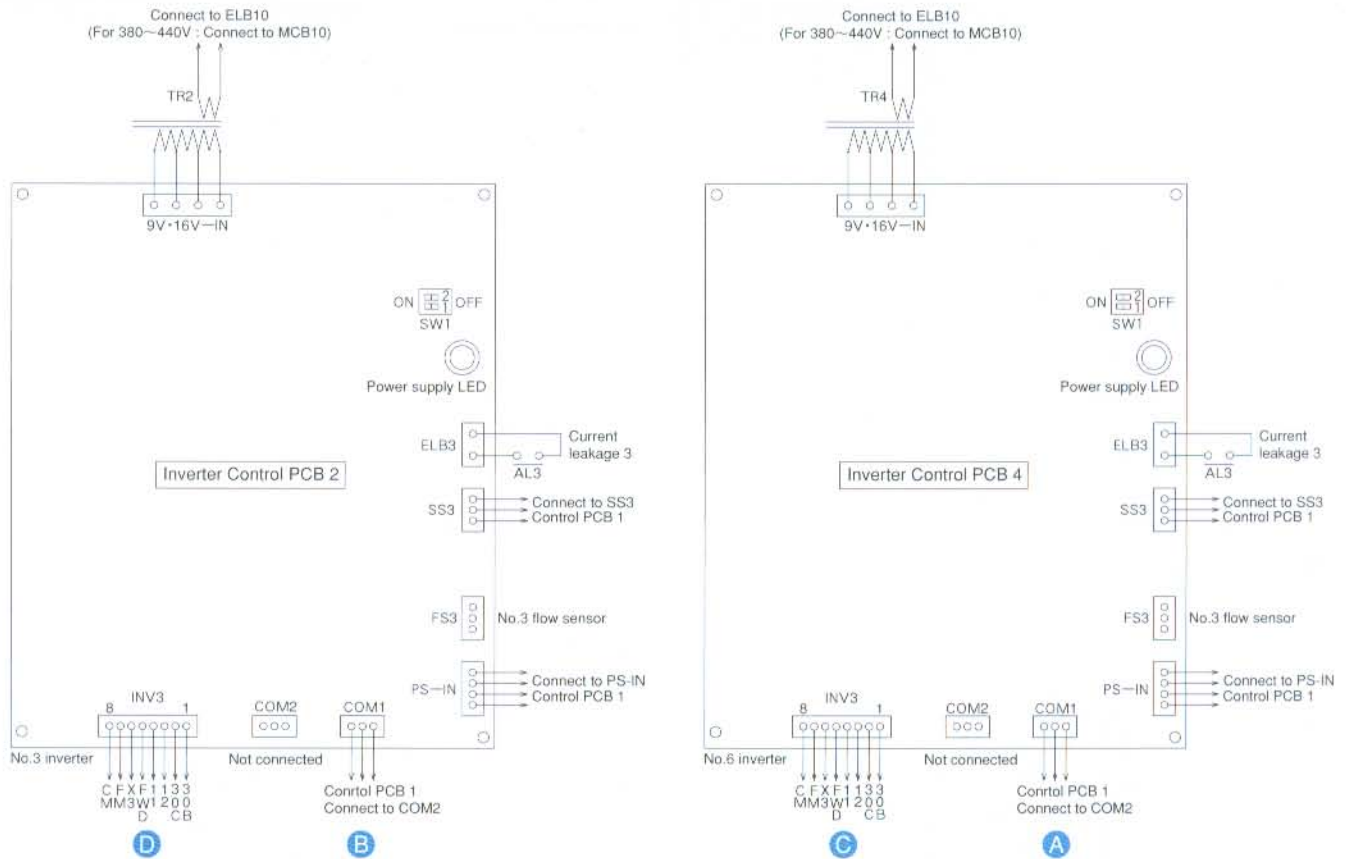 Connect to ELB10
(For 380～440V : Connect to MCB10)
TR2
9V･16V－IN
ON 2 1 OFF
SW1
Power supply LED
ELB3
Current
leakage 3
AL3
Inverter Control PCB 2
SS3
Connect to SS3
Control PCB 1
FS3
No.3 flow sensor
PS－IN
Connect to PS-IN
Control PCB 1
8 INV3 1
COM2
COM1
No.3 inverter
Not connected
C F X F 1 1 3 3
M M 3 W 1 2 0 0
D C B
Conrtol PCB 1
Connect to COM2
D
B
Connect to ELB10
(For 380～440V : Connect to MCB10)
TR4
9V･16V－IN
ON 2 1 OFF
SW1
Power supply LED
ELB3
Current
leakage 3
AL3
Inverter Control PCB 4
SS3
Connect to SS3
Control PCB 1
FS3
No.3 flow sensor
PS－IN
Connect to PS-IN
Control PCB 1
8 INV3 1
COM2
COM1
No.6 inverter
Not connected
C F X F 1 1 3 3
M M 3 W 1 2 0 0
D C B
Conrtol PCB 1
Connect to COM2
C
A